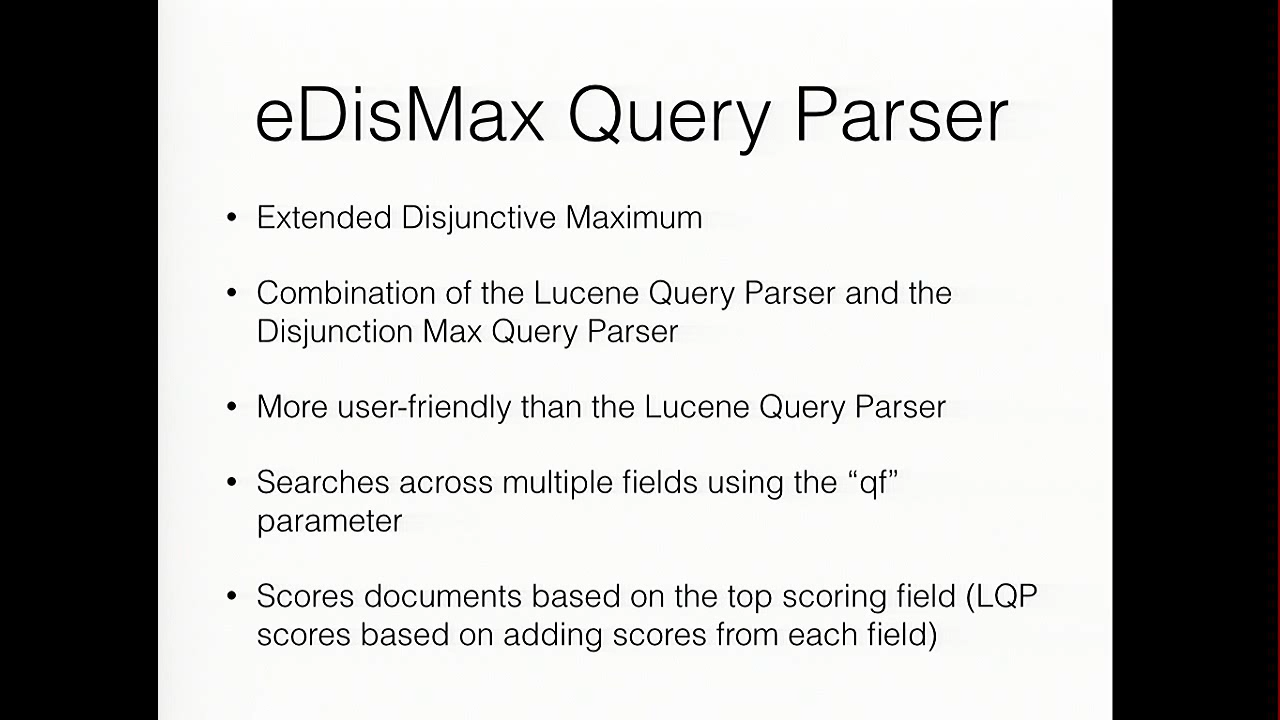 eDisMax Query Parser
• Extended Disjunctive Maximum
• Combination of the Lucene Query Parser and the
Disjunction Max Query Parser
• More user-friendly than the Lucene Query Parser
• Searches across multiple fields using the “qf”
parameter
• Scores documents based on the top scoring field (LQP
scores based on adding scores from each field)